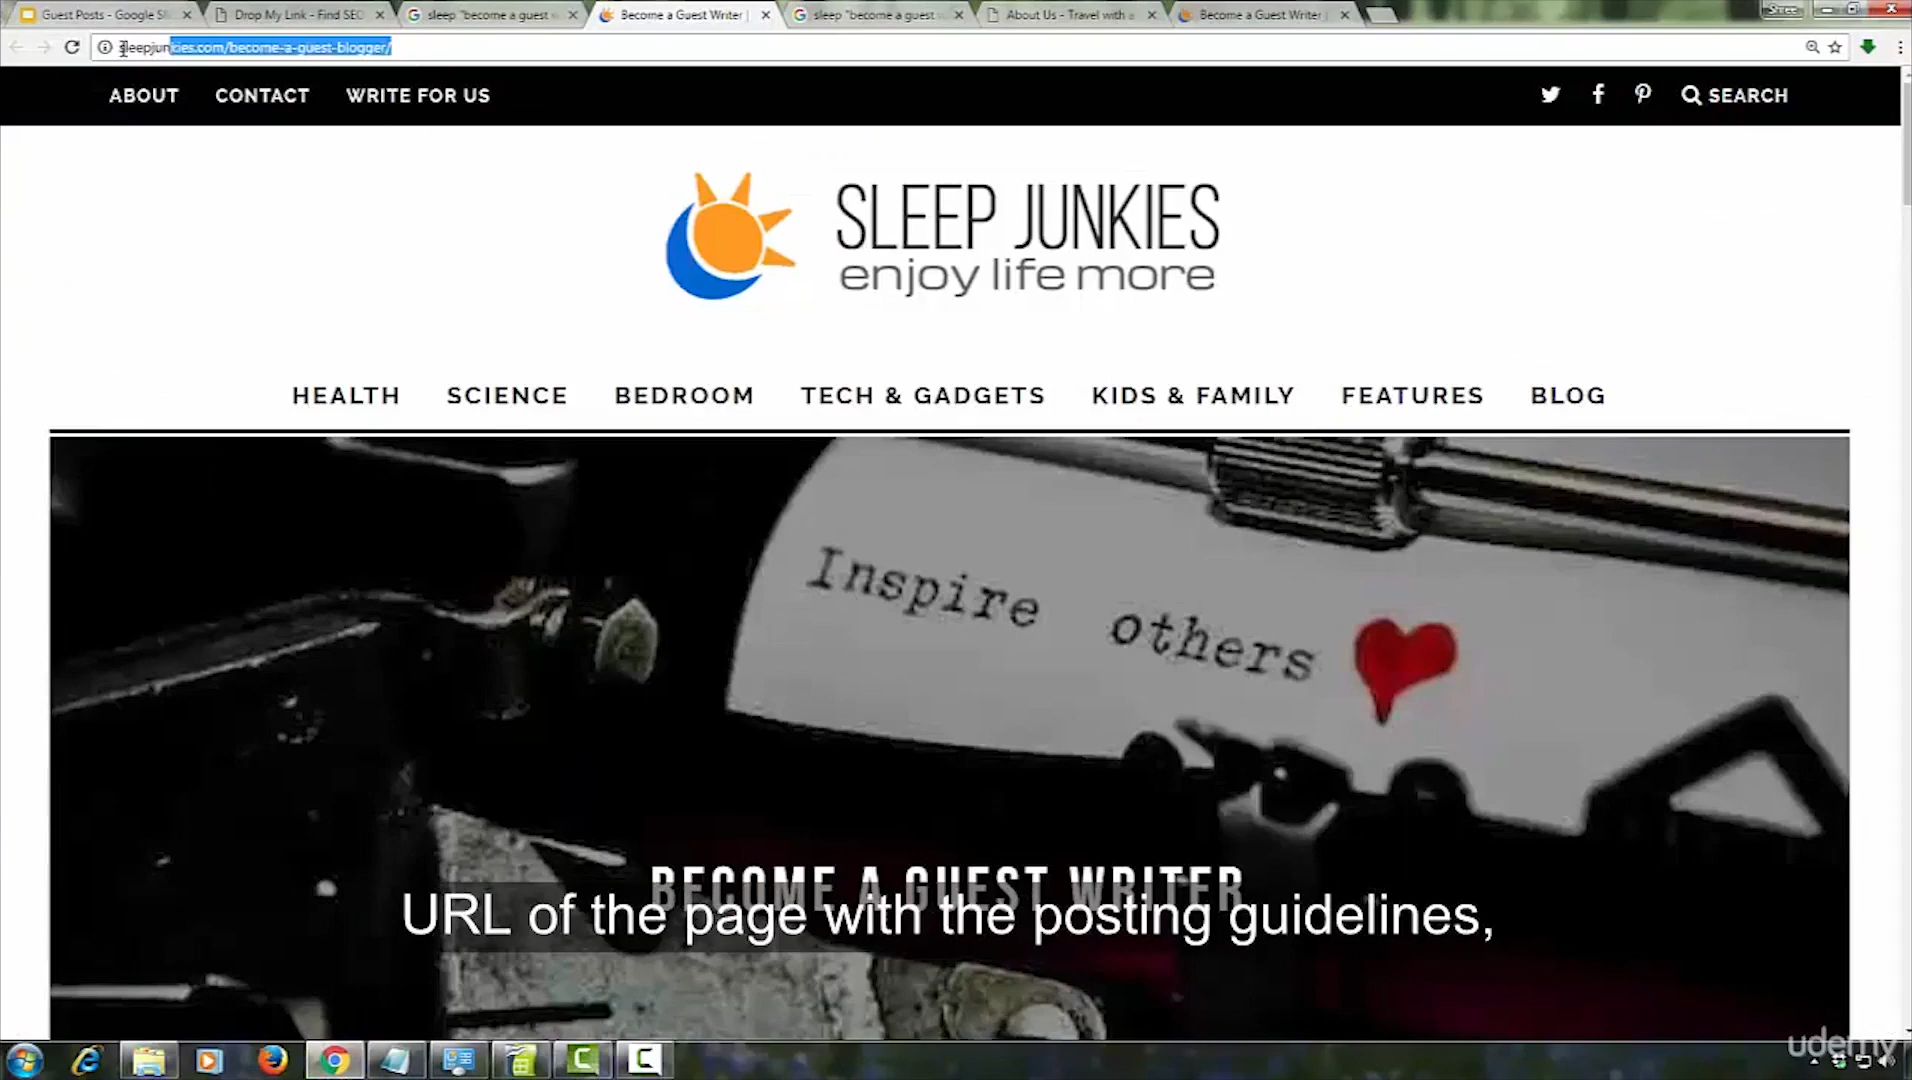 Guest Posts - Google Sl
Drop My Link - Find SEO
sleep "become a guest w
Become a Guest Writer |
sleep "become a guest w
About Us - Travel with a
Become a Guest Writer |
Shree
sleepjunkies.com/become-a-guest-blogger/
ABOUT CONTACT WRITE FOR US
SEARCH
SLEEP JUNKIES
enjoy life more
HEALTH SCIENCE BEDROOM TECH & GADGETS KIDS & FAMILY FEATURES BLOG
Inspire others
BECOME A GUEST WRITER
URL of the page with the posting guidelines,
udemy